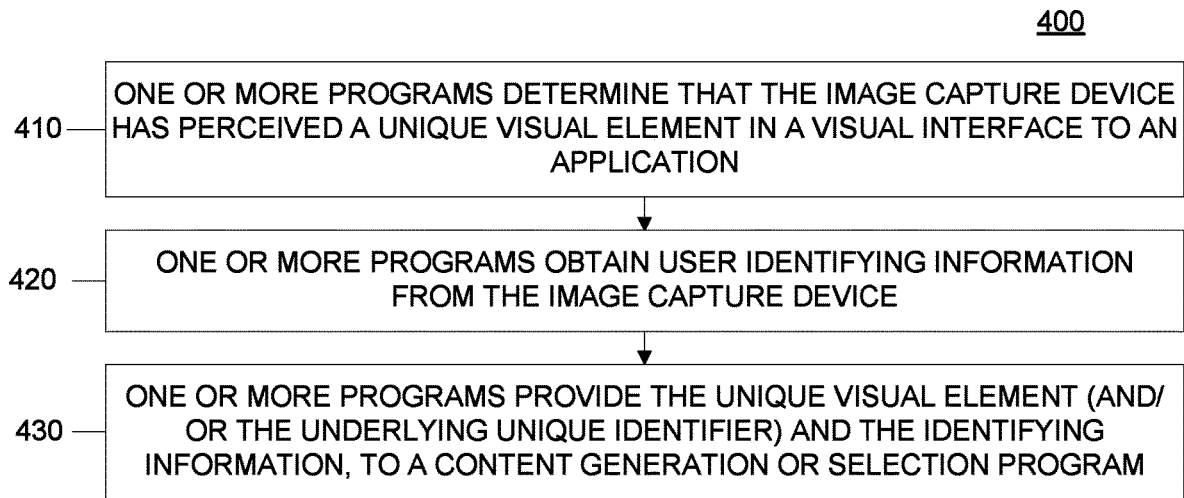 400
410
ONE OR MORE PROGRAMS DETERMINE THAT THE IMAGE CAPTURE DEVICE
HAS PERCEIVED A UNIQUE VISUAL ELEMENT IN A VISUAL INTERFACE TO AN
APPLICATION
420
ONE OR MORE PROGRAMS OBTAIN USER IDENTIFYING INFORMATION
FROM THE IMAGE CAPTURE DEVICE
430
ONE OR MORE PROGRAMS PROVIDE THE UNIQUE VISUAL ELEMENT (AND/
OR THE UNDERLYING UNIQUE IDENTIFIER) AND THE IDENTIFYING
INFORMATION, TO A CONTENT GENERATION OR SELECTION PROGRAM